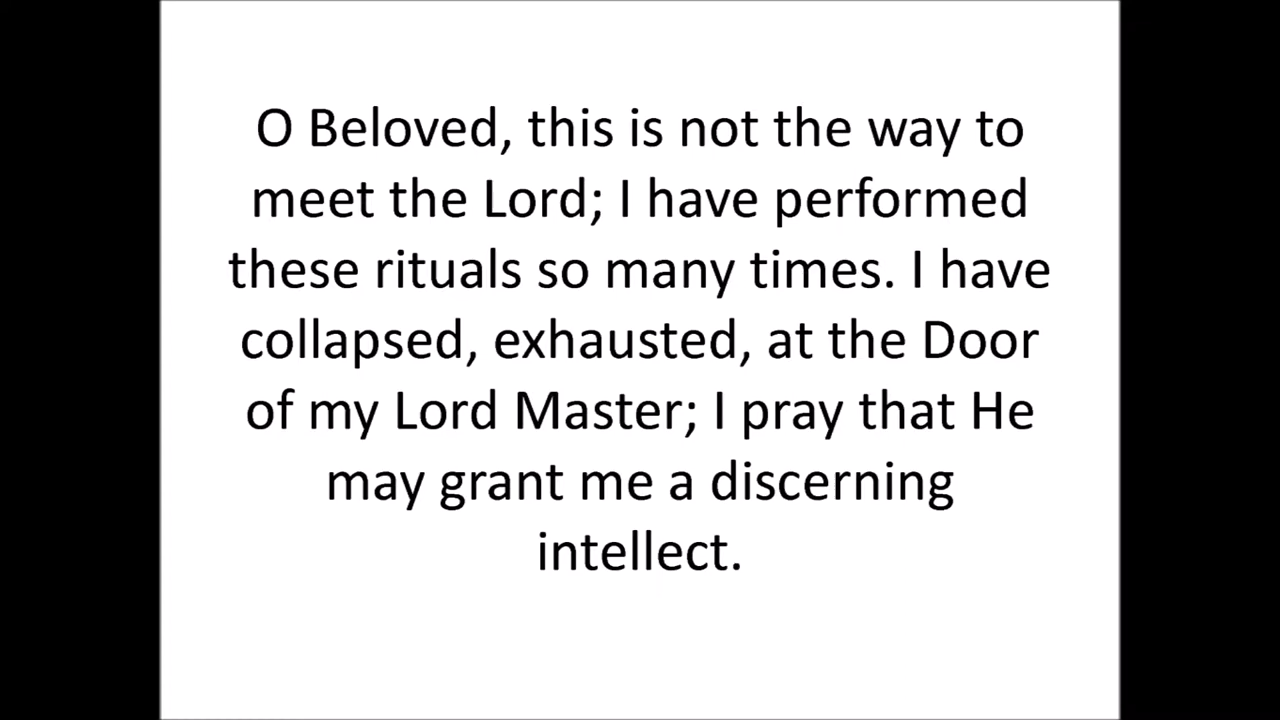 O Beloved, this is not the way to
meet the Lord; I have performed
these rituals so many times. I have
collapsed, exhausted, at the Door
of my Lord Master; I pray that He
may grant me a discerning
intellect.